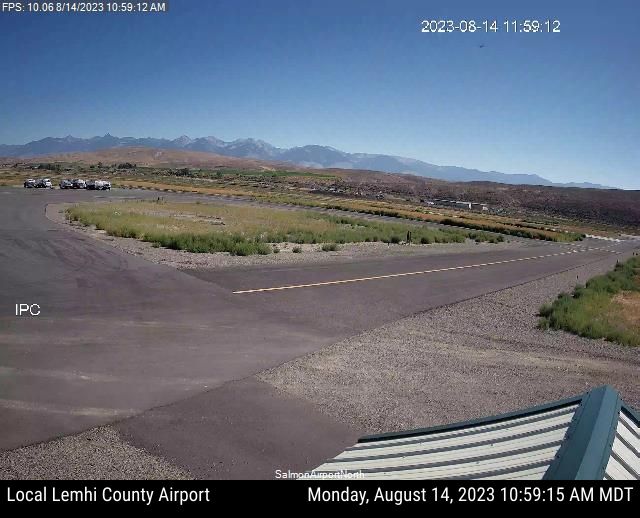 FPS: 10.06 8/14/2023 10:59:12 AM
2023-08-14 11:59:12
IPC
SalmonAirportNorth
Local Lemhi County Airport
Monday, August 14, 2023 10:59:15 AM MDT